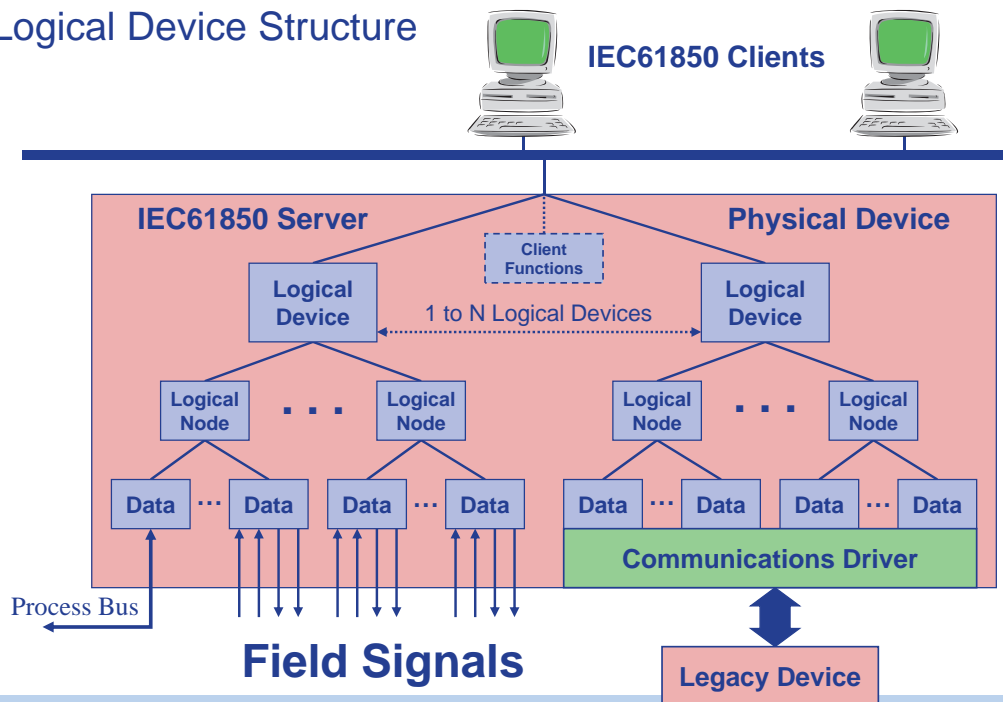 Logical Device Structure
IEC61850 Clients
IEC61850 Server
Physical Device
Client
Functions
Logical
Device
1 to N Logical Devices
Logical
Device
Logical
Node
. . .
Logical
Node
Logical
Node
. . .
Logical
Node
Data
...
Data
Data
...
Data
Data
...
Data
Data
...
Data
Communications Driver
Process Bus
Field Signals
Legacy Device